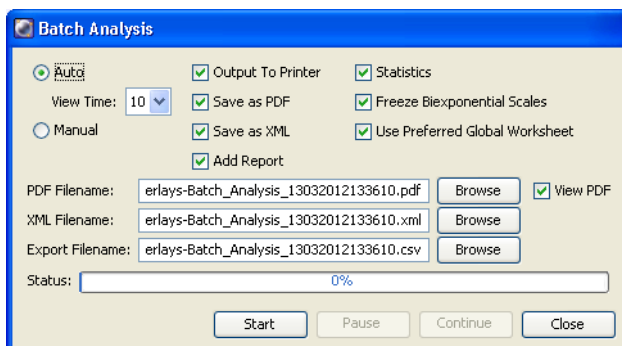 Batch Analysis
Auto
Output To Printer
Statistics
View Time: 10
Save as PDF
Freeze Biexponential Scales
Manual
Save as XML
Use Preferred Global Worksheet
Add Report
PDF Filename: erlays-Batch_Analysis_13032012133610.pdf Browse View PDF
XML Filename: erlays-Batch_Analysis_13032012133610.xml Browse
Export Filename: erlays-Batch_Analysis_13032012133610.csv Browse
Status: 0%
Start Pause Continue Close